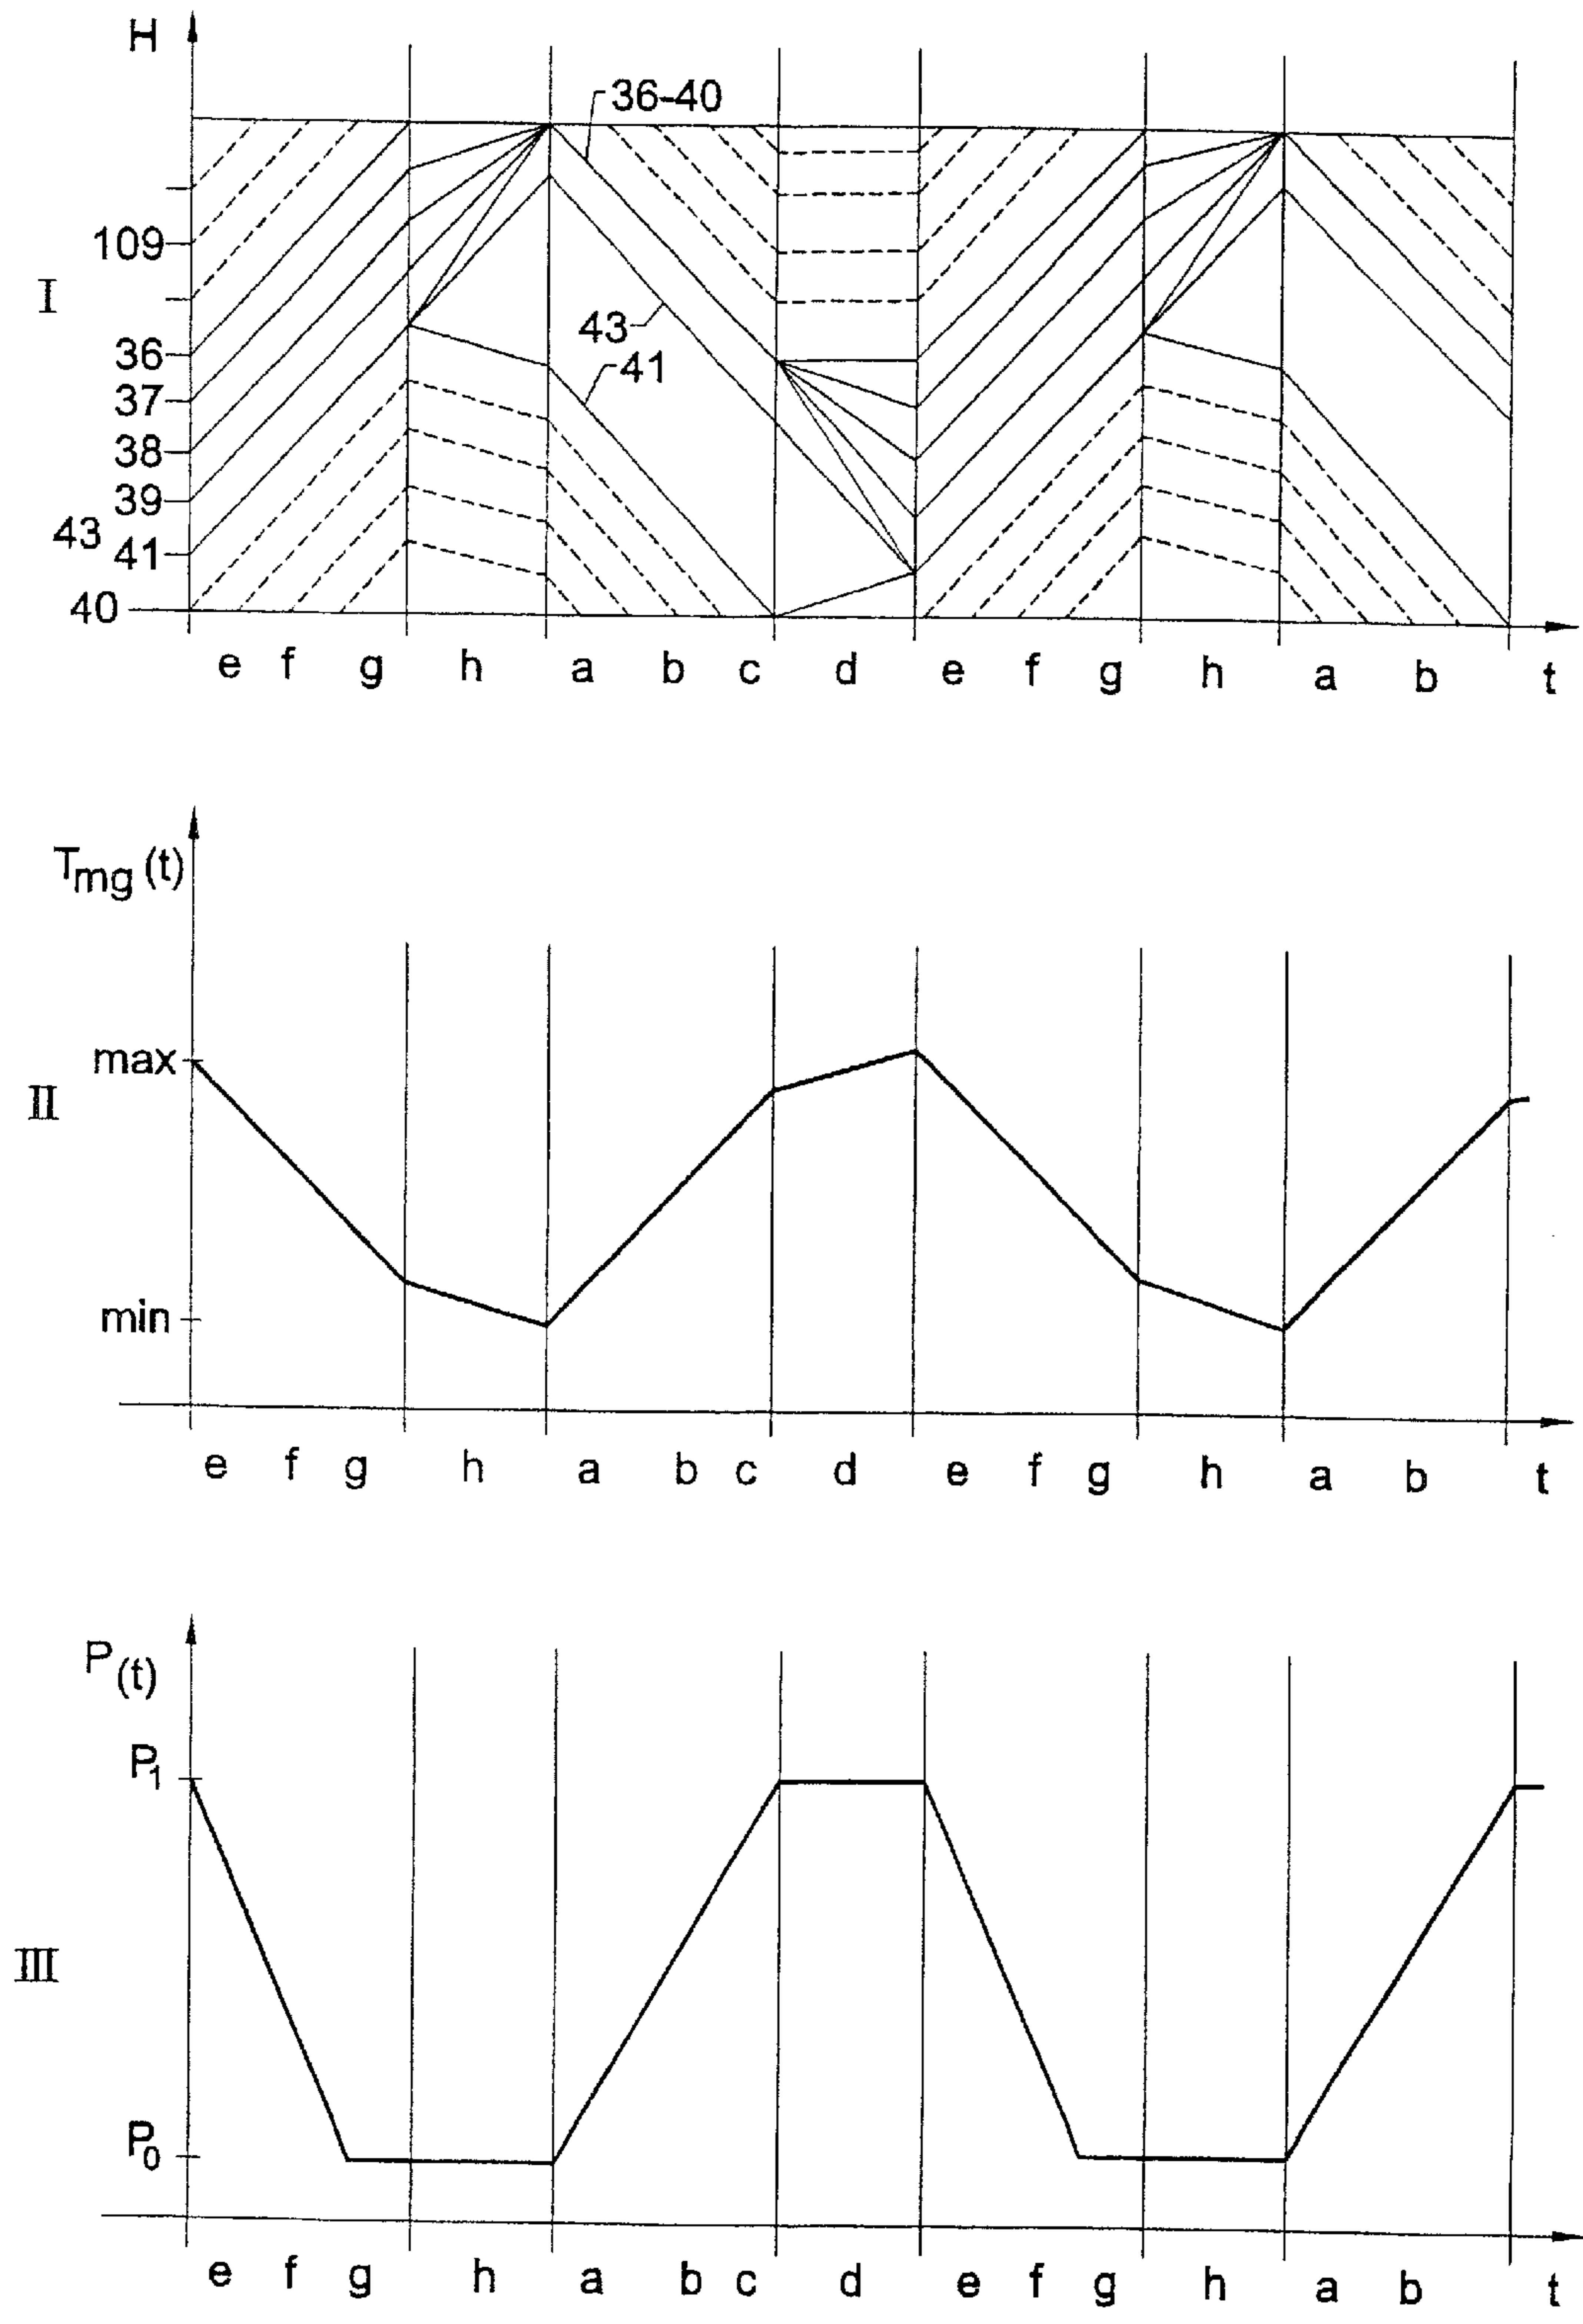 H
36-40
109
I
43
36
41
37
38
39
43
41
40
e f g h a b c d e f g h a b t
Tmg (t)
max
II
min
e f g h a b c d e f g h a b t
P(t)
P1
III
P0
e f g h a b c d e f g h a b t